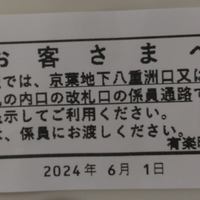 お客さまへ
では、京葉地下八重洲口又は
の内口の改札口の係員通路で
示してご利用ください。
は、係員にお渡しください。
有楽町
2024年 6月 1日